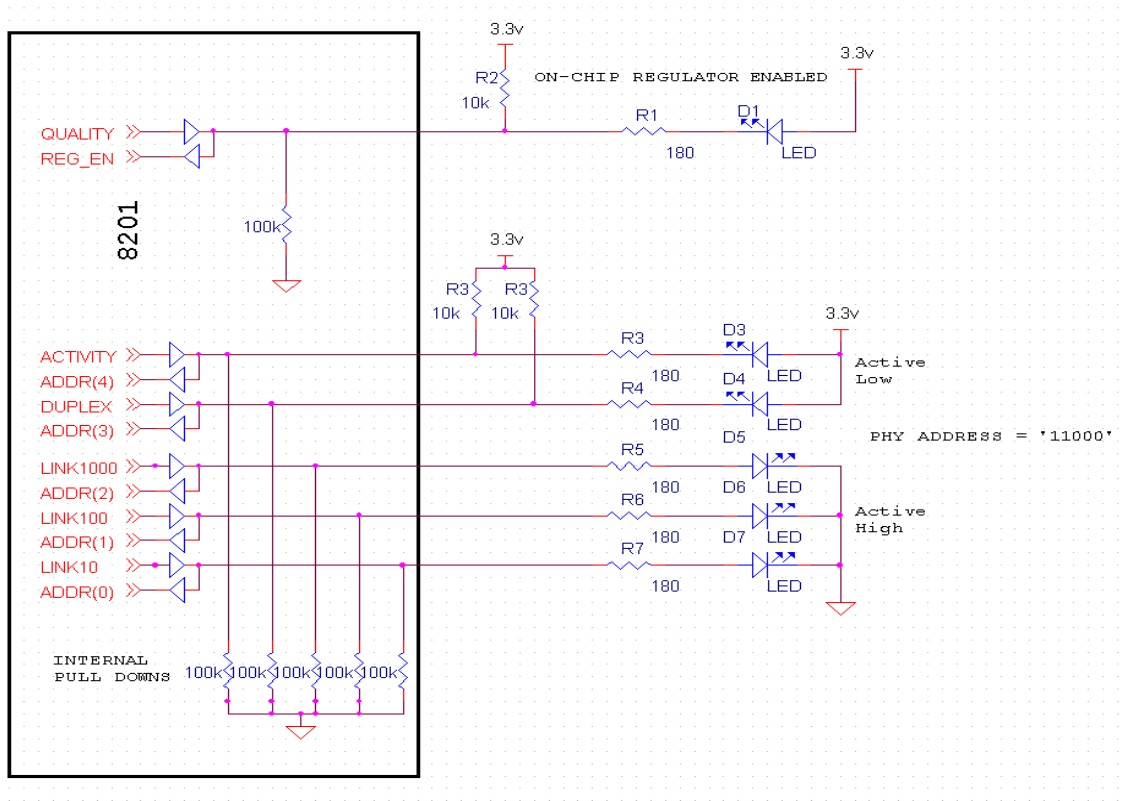 3.3v
3.3v
R2
ON-CHIP REGULATOR ENABLED
10k
R1
D1
QUALITY
180
LED
REG_EN
8201
100k
3.3v
R3
R3
10k
10k
3.3v
R3
D3
ACTIVITY
Active
Low
180
LED
ADDR(4)
R4
D4
DUPLEX
180
LED
ADDR(3)
D5
PHY ADDRESS = '11000'
R5
LINK1000
180
LED
ADDR(2)
D6
R6
LINK100
Active
High
180
LED
ADDR(1)
D7
R7
LINK10
180
LED
ADDR(0)
INTERNAL
PULL DOWNS
100k 100k 100k 100k 100k